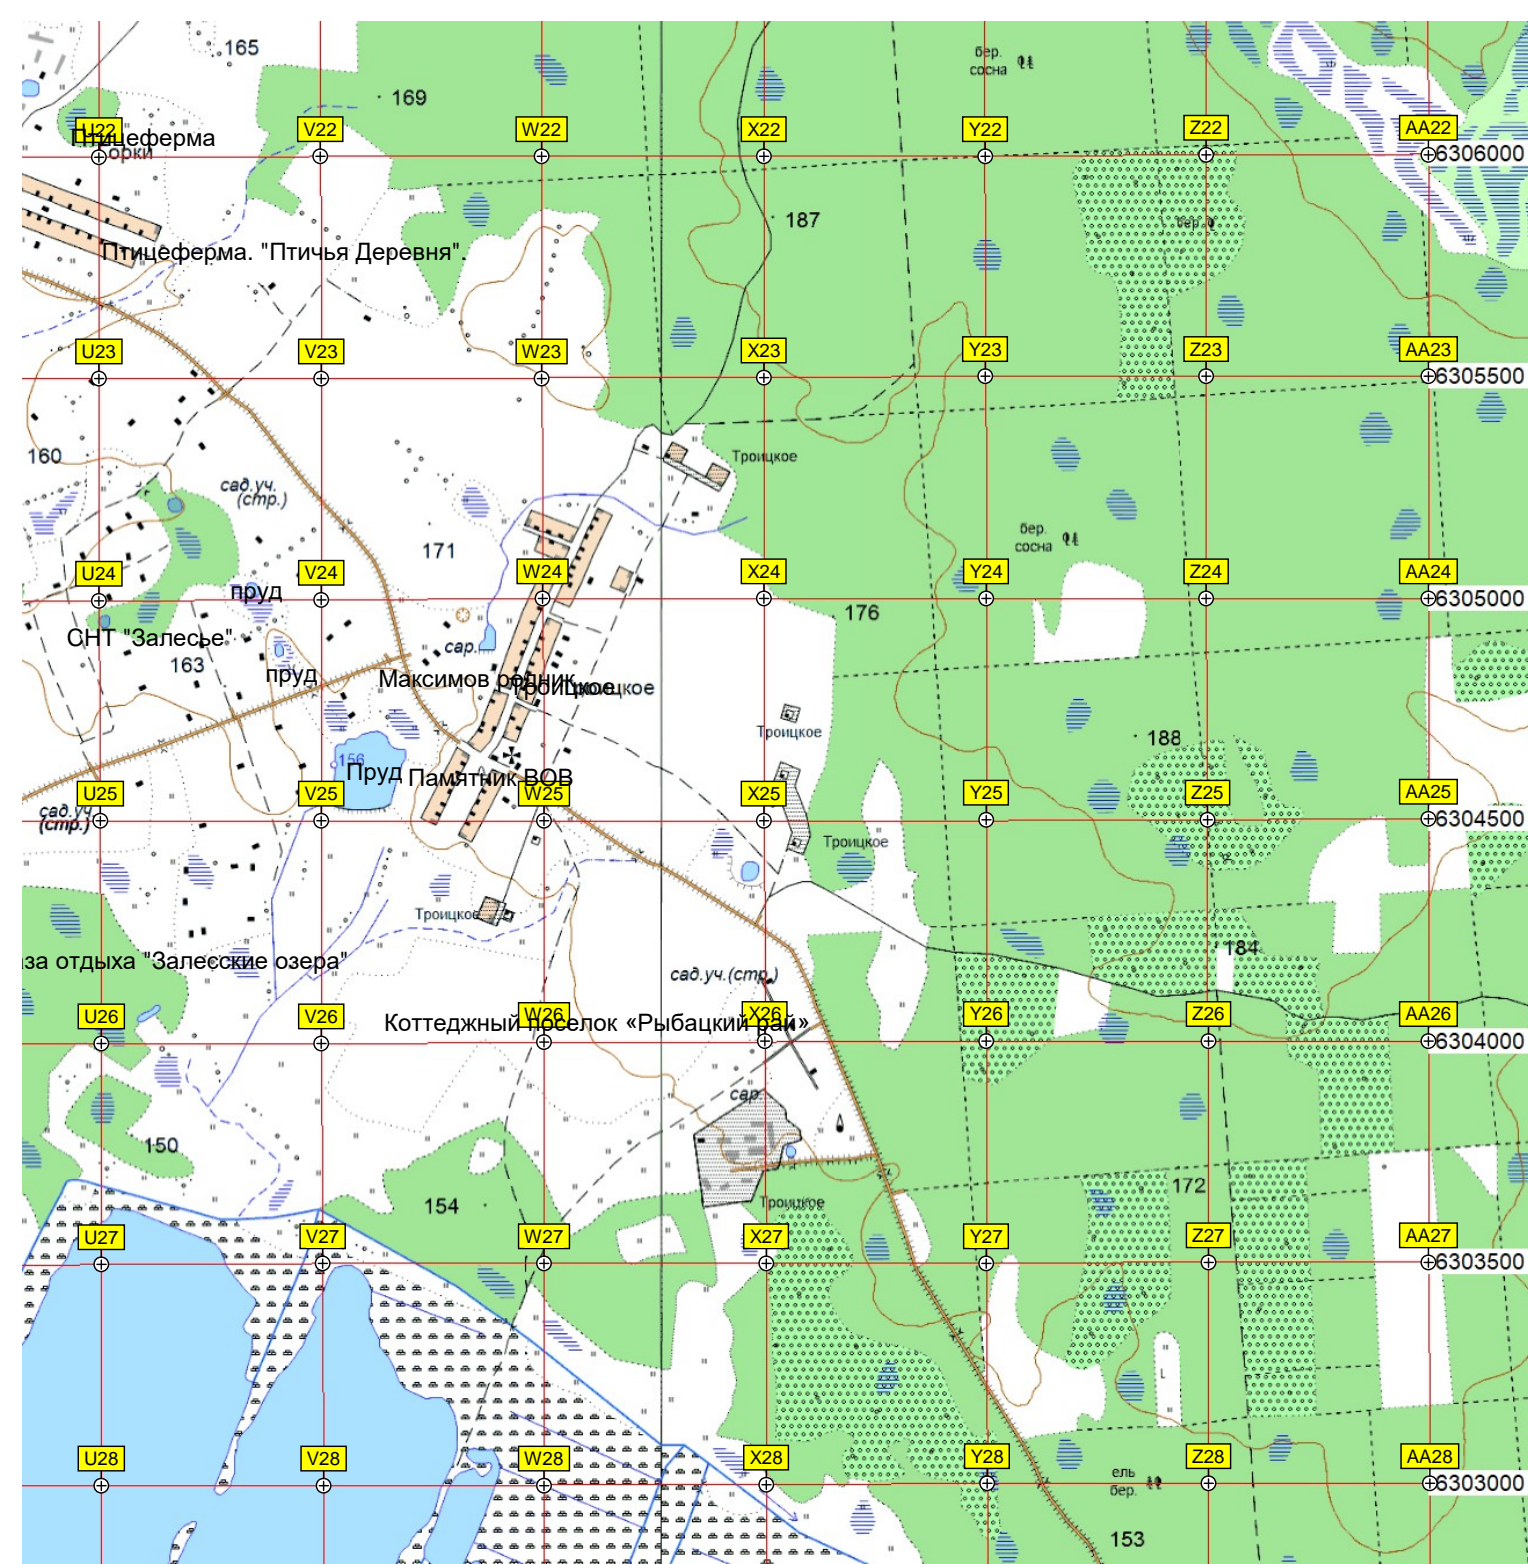 165
169
бер.
сосна
U22
V22
W22
X22
Y22
Z22
AA22
Птицеферма
6306000
187
бер.
Птицеферма. "Птичья Деревня".
U23
V23
W23
X23
Y23
Z23
AA23
6305500
160
Троицкое
сад.уч.
(стр.)
171
бер.
сосна
U24
V24
W24
X24
Y24
Z24
AA24
6305000
пруд
176
СНТ "Залесье"
163
сар.
пруд
Максимов родник
Троицкое
Троицкое
188
156
Пруд
Памятник ВОВ
U25
V25
W25
X25
Y25
Z25
AA25
6304500
сад.уч.
(стр.)
Троицкое
Троицкое
184
за отдыха "Залесские озера"
сад.уч.(стр.)
U26
V26
W26
X26
Y26
Z26
AA26
Коттеджный поселок «Рыбацкий рай»
6304000
сар.
150
172
154
Троицкое
U27
V27
W27
X27
Y27
Z27
AA27
6303500
U28
V28
W28
X28
Y28
Z28
AA28
6303000
ель
бер.
153